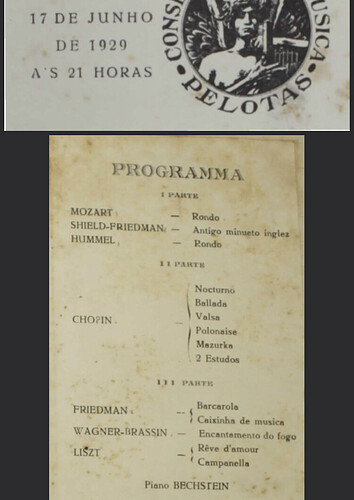 17 DE JUNHO
DE 1929
A'S 21 HORAS
PELOTAS
PROGRAMMA
I PARTE
MOZART: — Rondo
SHIELD-FRIEDMAN: — Antigo minueto inglez
HUMMEL: — Rondo
II PARTE
Nocturno
Ballada
CHOPIN: — Valsa
Polonaise
Mazurka
2 Estudos
III PARTE
FRIEDMAN: — Barcarola
Caixinha de musica
WAGNER-BRASSIN: — Encantamento do fogo
LISZT: — Rêve d'amour
Campanella
Piano BECHSTEIN